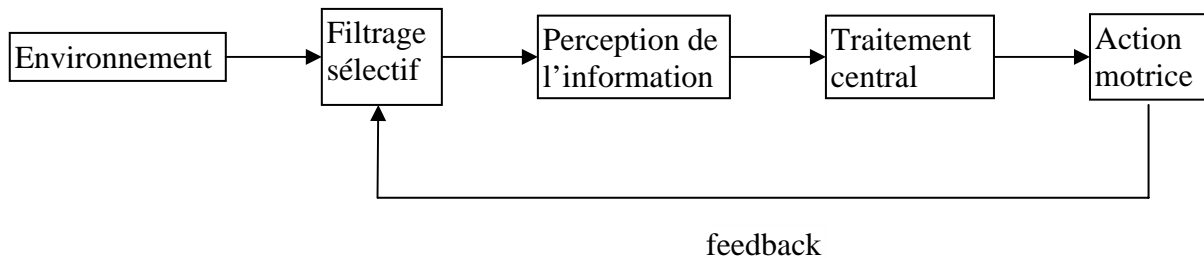 Environnement
Filtrage
sélectif
Perception de
l’information
Traitement
central
Action
motrice
feedback